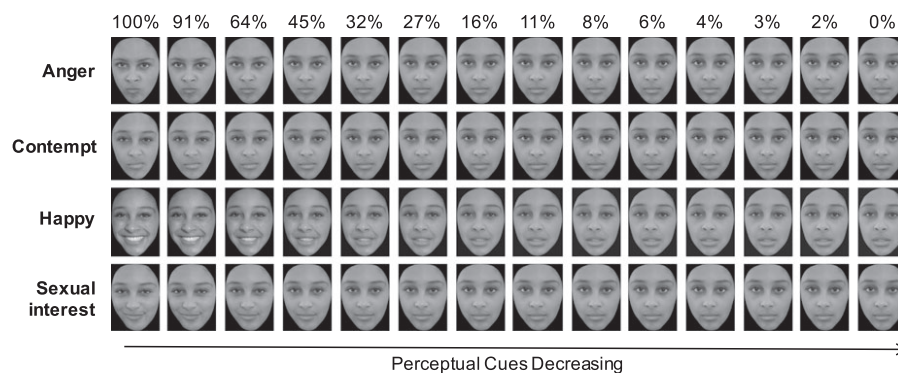 100% 91% 64% 45% 32% 27% 16% 11% 8% 6% 4% 3% 2% 0%
Anger
Contempt
Happy
Sexual
interest
Perceptual Cues Decreasing